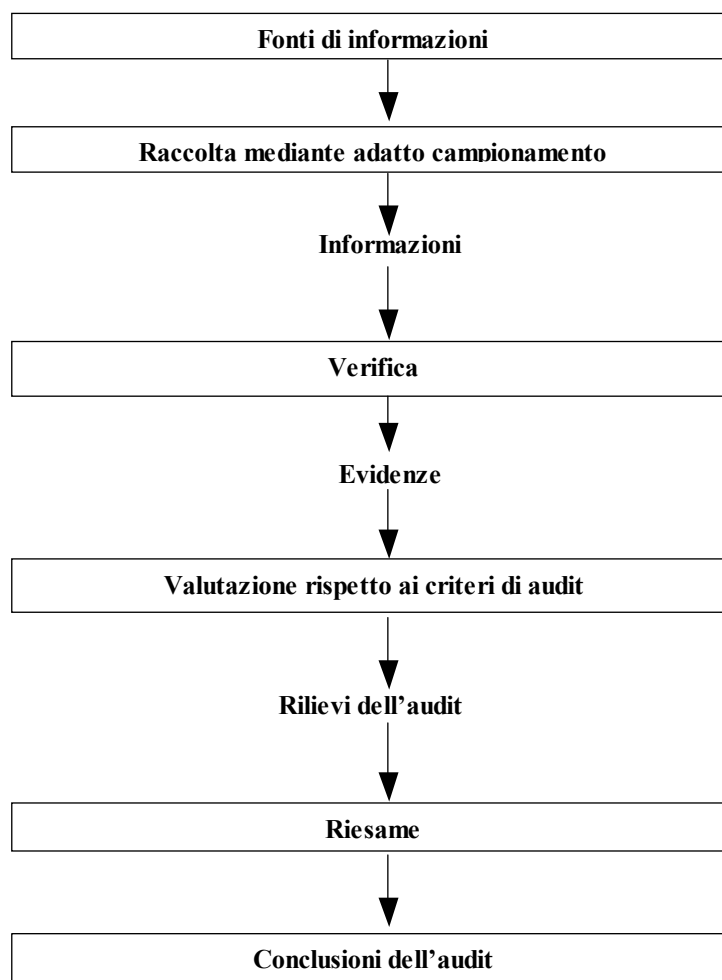 Fonti di informazioni
Raccolta mediante adatto campionamento
Informazioni
Verifica
Evidenze
Valutazione rispetto ai criteri di audit
Rilievi dell’audit
Riesame
Conclusioni dell’audit